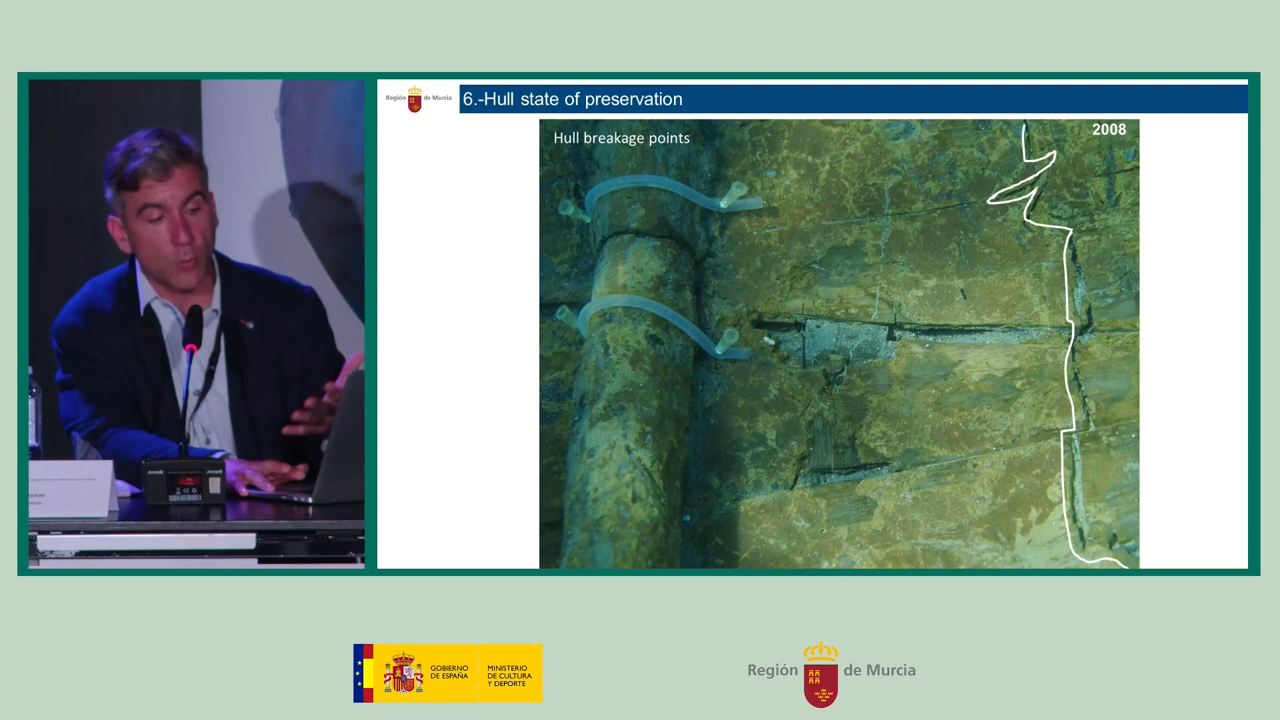 Región de Murcia
6.-Hull state of preservation
Hull breakage points
2008
GOBIERNO
DE ESPAÑA
MINISTERIO
DE CULTURA
Y DEPORTE
Región de Murcia